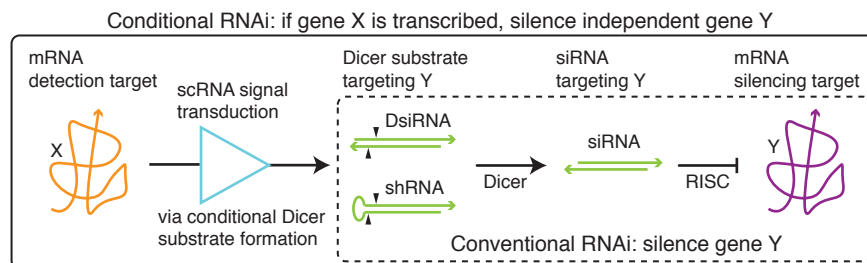 Conditional RNAi: if gene X is transcribed, silence independent gene Y
mRNA
detection target
scRNA signal
transduction
Dicer substrate
targeting Y
siRNA
targeting Y
mRNA
silencing target
X
DsiRNA
shRNA
Dicer
siRNA
RISC
Y
via conditional Dicer
substrate formation
Conventional RNAi: silence gene Y